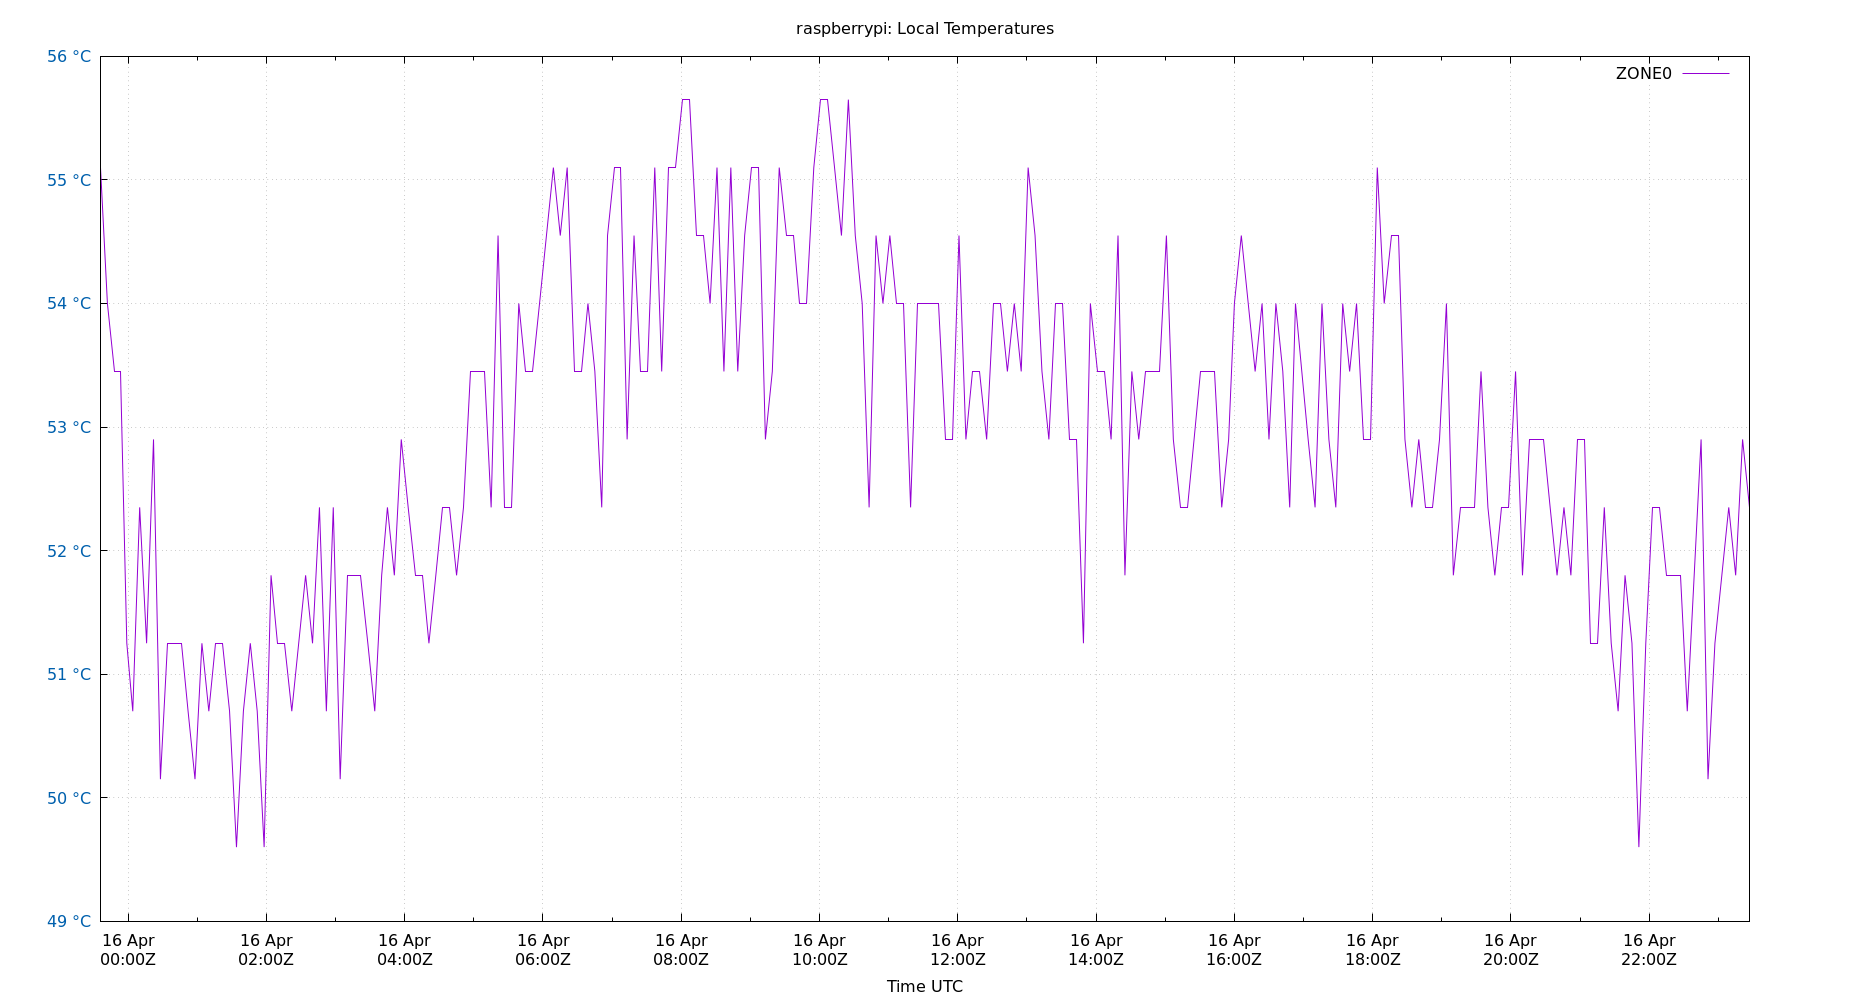 raspberrypi: Local Temperatures
56 °C
ZONE0
55 °C
54 °C
53 °C
52 °C
51 °C
50 °C
49 °C
16 Apr 16 Apr 16 Apr 16 Apr 16 Apr 16 Apr 16 Apr 16 Apr 16 Apr 16 Apr 16 Apr 16 Apr
00:00Z 02:00Z 04:00Z 06:00Z 08:00Z 10:00Z 12:00Z 14:00Z 16:00Z 18:00Z 20:00Z 22:00Z
Time UTC